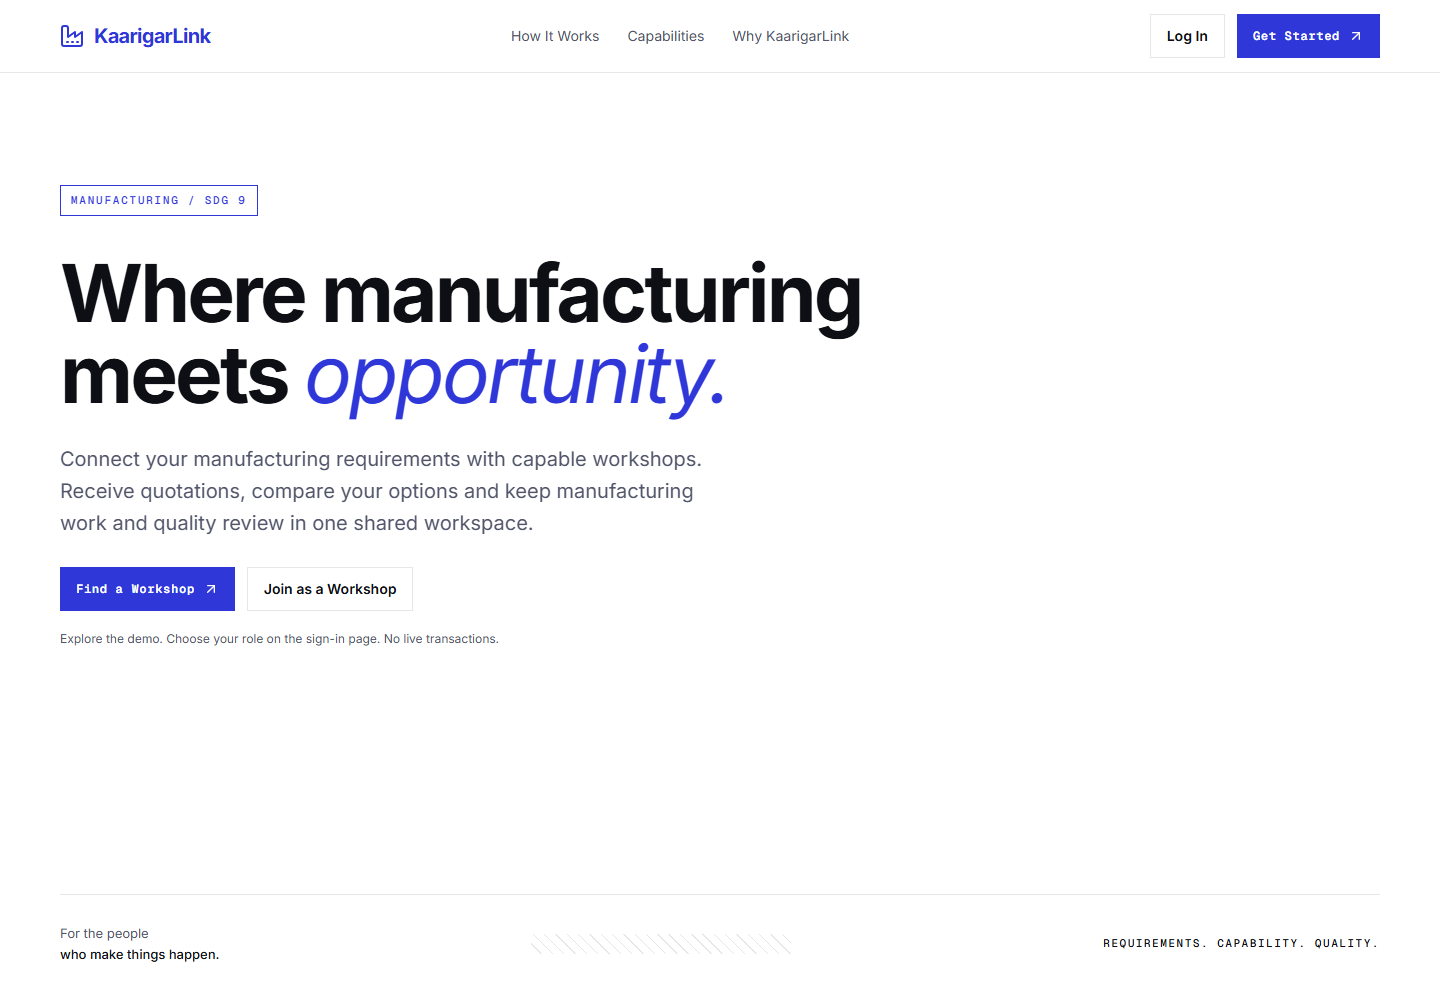 KaarigarLink
How It Works
Capabilities
Why KaarigarLink
Log In
Get Started
MANUFACTURING / SDG 9
Where manufacturing
meets opportunity.
Connect your manufacturing requirements with capable workshops.
Receive quotations, compare your options and keep manufacturing
work and quality review in one shared workspace.
Find a Workshop
Join as a Workshop
Explore the demo. Choose your role on the sign-in page. No live transactions.
For the people
who make things happen.
REQUIREMENTS. CAPABILITY. QUALITY.